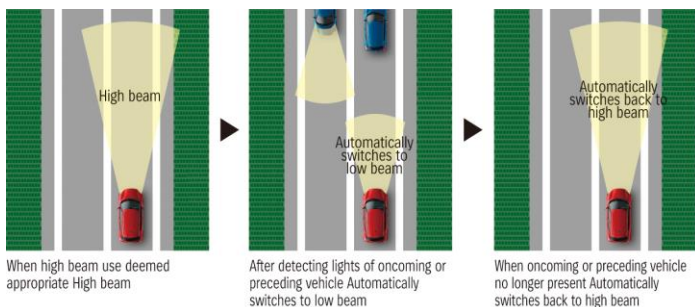 High beam
When high beam use deemed
appropriate High beam
Automatically
switches to
low beam
After detecting lights of oncoming or
preceding vehicle Automatically
switches to low beam
Automatically
switches back to
high beam
When oncoming or preceding vehicle
no longer present Automatically
switches back to high beam